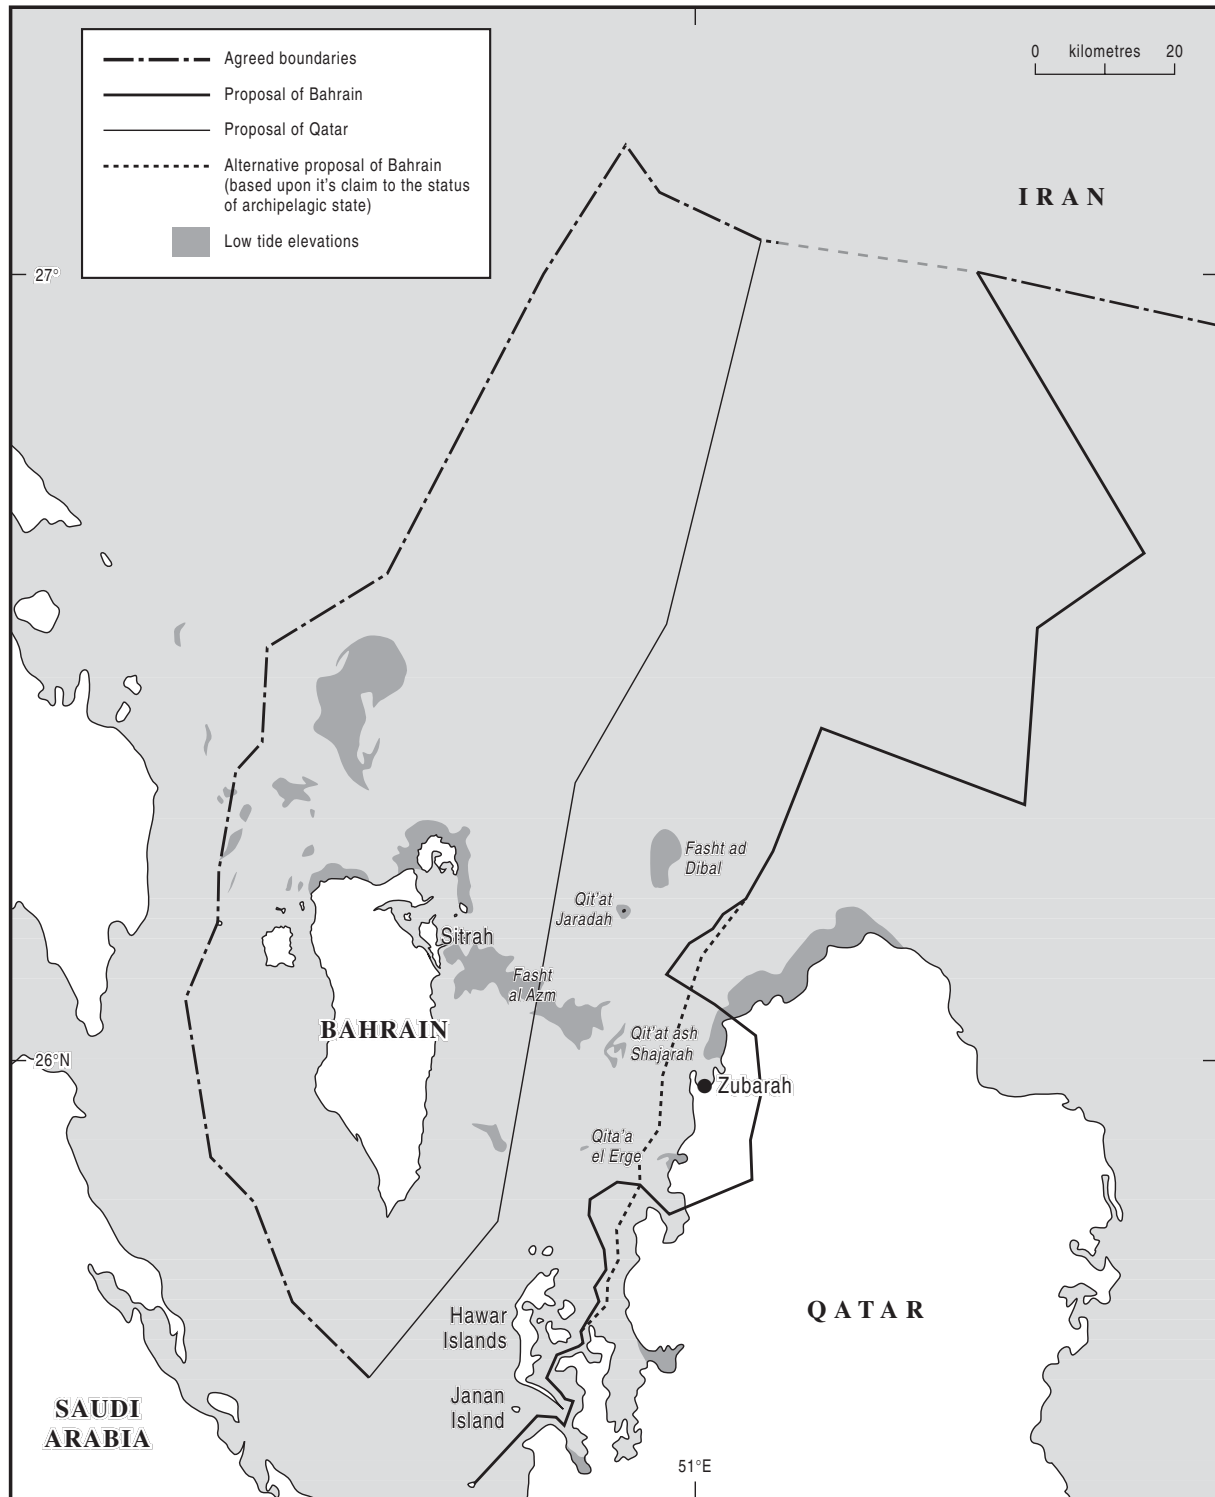 Agreed boundaries
Proposal of Bahrain
Proposal of Qatar
Alternative proposal of Bahrain
(based upon it's claim to the status
of archipelagic state)
Low tide elevations
0 kilometres 20
IRAN
27°
Fasht ad
Dibal
Qit'at
Jaradah
Sitrah
Fasht
al Azm
BAHRAIN
Qit'at ash
Shajarah
26°N
Zubarah
Qita'a
el Erge
Hawar
Islands
QATAR
Janan
Island
SAUDI
ARABIA
51°E